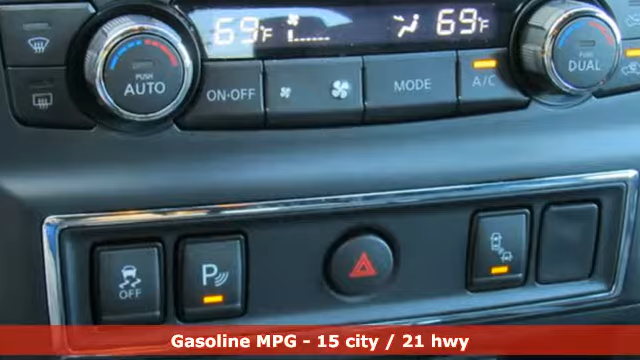 69°F 69°F
PUSH
AUTO
ON·OFF
MODE
A/C
PUSH
DUAL
OFF
P
Gasoline MPG - 15 city / 21 hwy